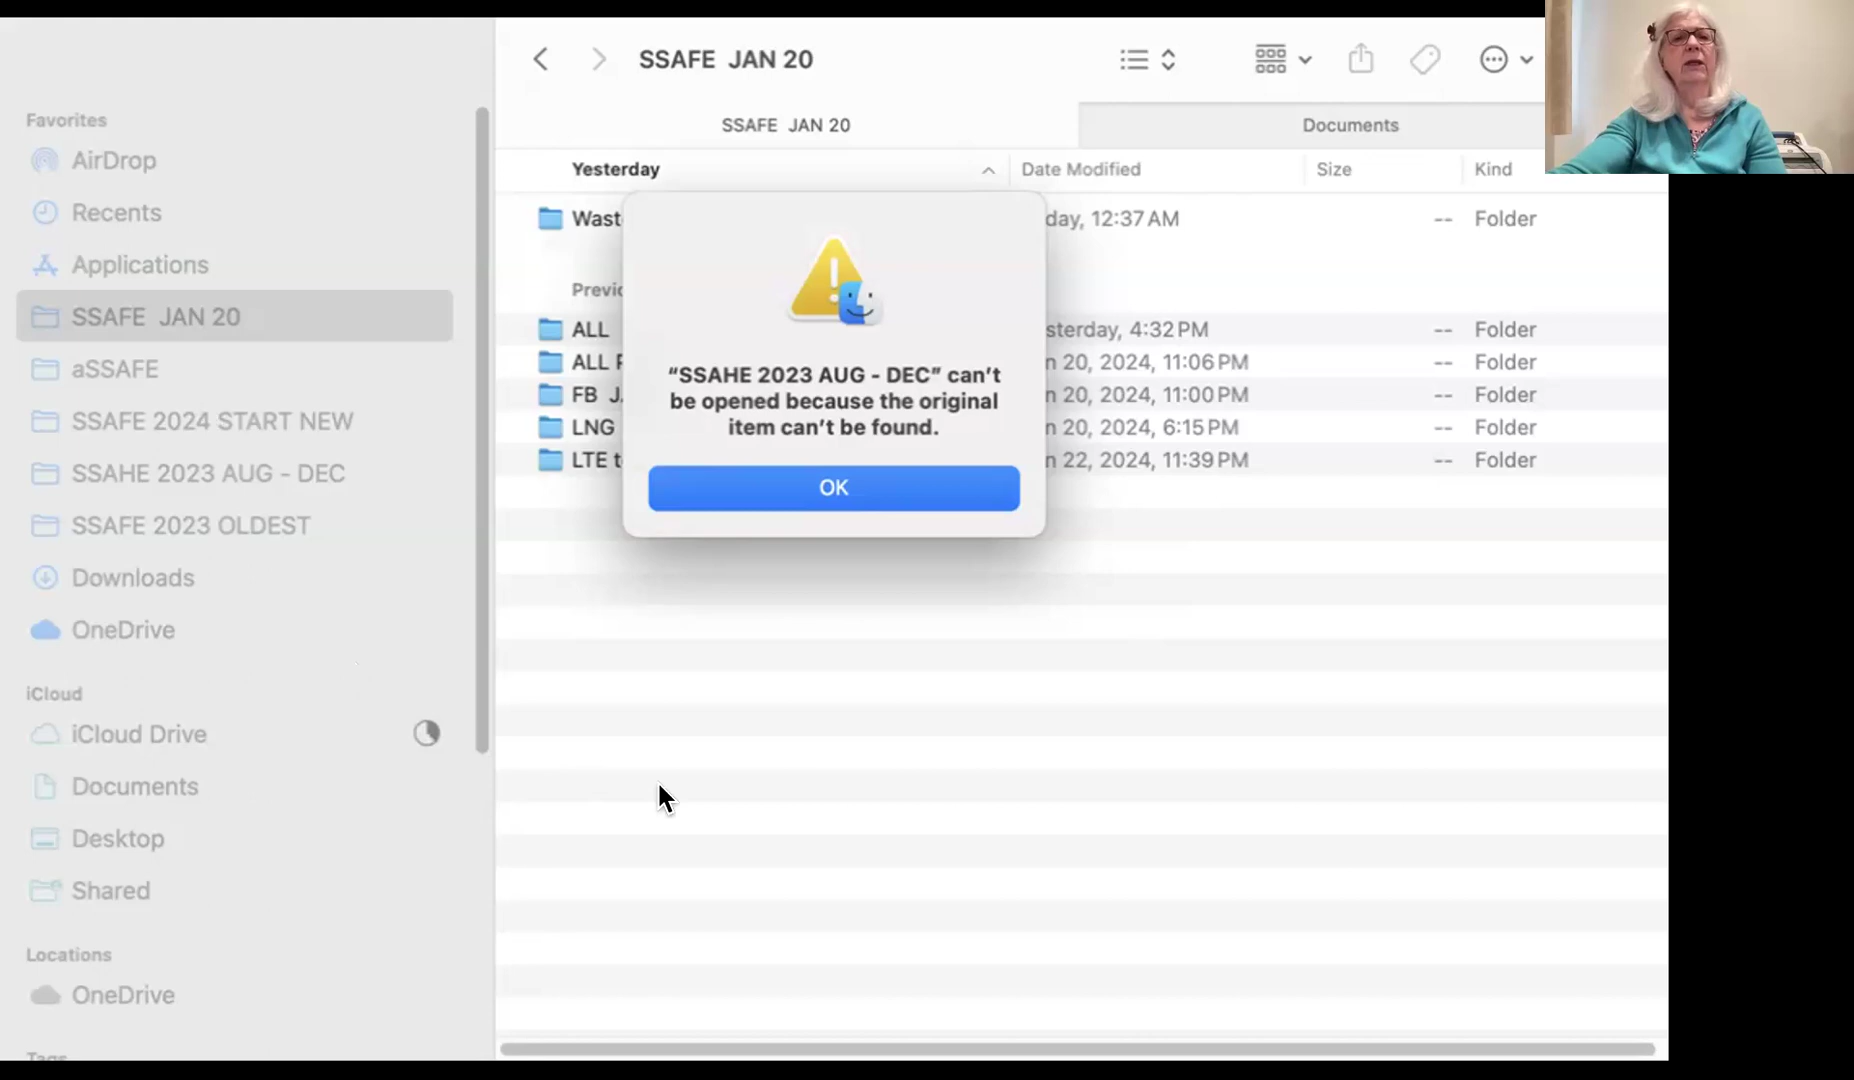 SSAFE JAN 20
SSAFE JAN 20
Documents
Favorites
AirDrop
Recents
Applications
SSAFE JAN 20
aSSAFE
SSAFE 2024 START NEW
SSAHE 2023 AUG - DEC
SSAFE 2023 OLDEST
Downloads
OneDrive
iCloud
iCloud Drive
Documents
Desktop
Shared
Locations
OneDrive
Tags
Yesterday Date Modified Size Kind
Wast day, 12:37 AM -- Folder
Previ
ALL sterday, 4:32 PM -- Folder
ALL n 20, 2024, 11:06 PM -- Folder
FB J n 20, 2024, 11:00 PM -- Folder
LNG n 20, 2024, 6:15 PM -- Folder
LTE t n 22, 2024, 11:39 PM -- Folder
“SSAHE 2023 AUG - DEC” can’t
be opened because the original
item can’t be found.
OK